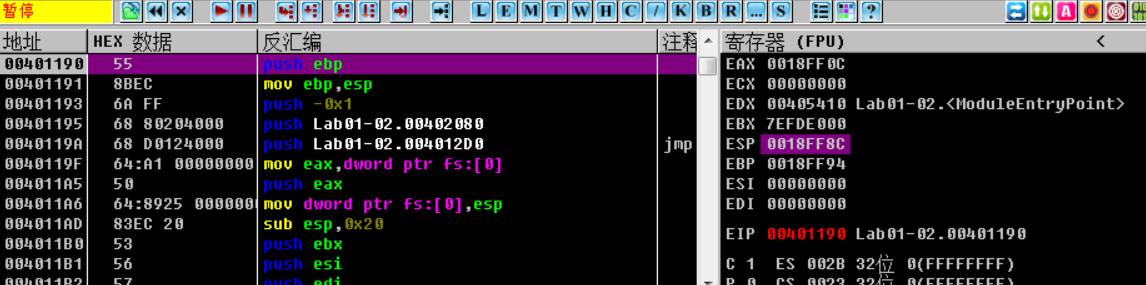 暂停 L E M T W H C / K B R ... S ? A
地址 HEX 数据 反汇编 注释 寄存器 (FPU) <
00401190 55 push ebp EAX 0018FF0C
00401191 8BEC mov ebp,esp ECX 00000000
00401193 6A FF push -0x1 EDX 00405410 Lab01-02.<ModuleEntryPoint>
00401195 68 80204000 push Lab01-02.00402080 EBX 7EFDE000
0040119A 68 D0124000 push Lab01-02.004012D0 jmp ESP 0018FF8C
0040119F 64:A1 00000000 mov eax,dword ptr fs:[0] EBP 0018FF94
004011A5 50 push eax ESI 00000000
004011A6 64:8925 000000 mov dword ptr fs:[0],esp EDI 00000000
004011AD 83EC 20 sub esp,0x20
004011B0 53 push ebx EIP 00401190 Lab01-02.00401190
004011B1 56 push esi C 1 ES 002B 32位 0(FFFFFFFF)
004011B2 57 push edi P 0 CS 0023 32位 0(FFFFFFFF)